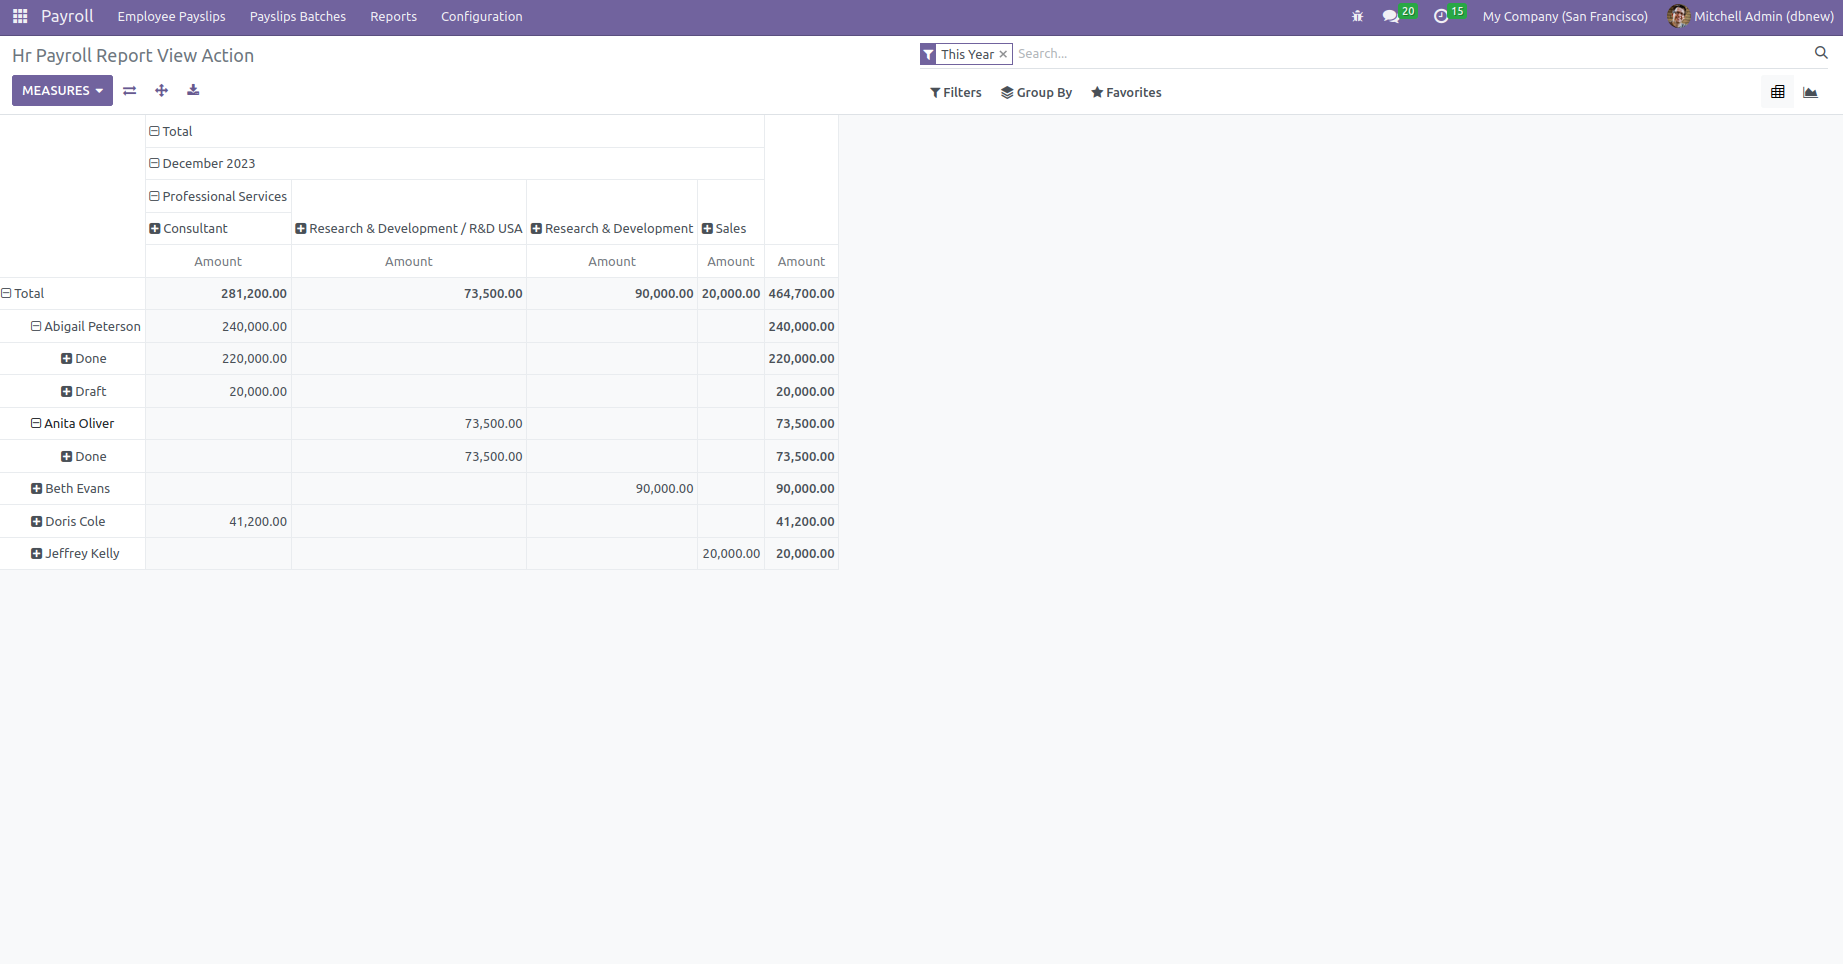 Payroll Employee Payslips Payslips Batches Reports Configuration 20 15 My Company (San Francisco) Mitchell Admin (dbnew)
Hr Payroll Report View Action This Year × Search...
MEASURES Filters Group By Favorites
Total
December 2023
Professional Services
Consultant Research & Development / R&D USA Research & Development Sales
Amount Amount Amount Amount Amount
Total 281,200.00 73,500.00 90,000.00 20,000.00 464,700.00
Abigail Peterson 240,000.00 240,000.00
Done 220,000.00 220,000.00
Draft 20,000.00 20,000.00
Anita Oliver 73,500.00 73,500.00
Done 73,500.00 73,500.00
Beth Evans 90,000.00 90,000.00
Doris Cole 41,200.00 41,200.00
Jeffrey Kelly 20,000.00 20,000.00